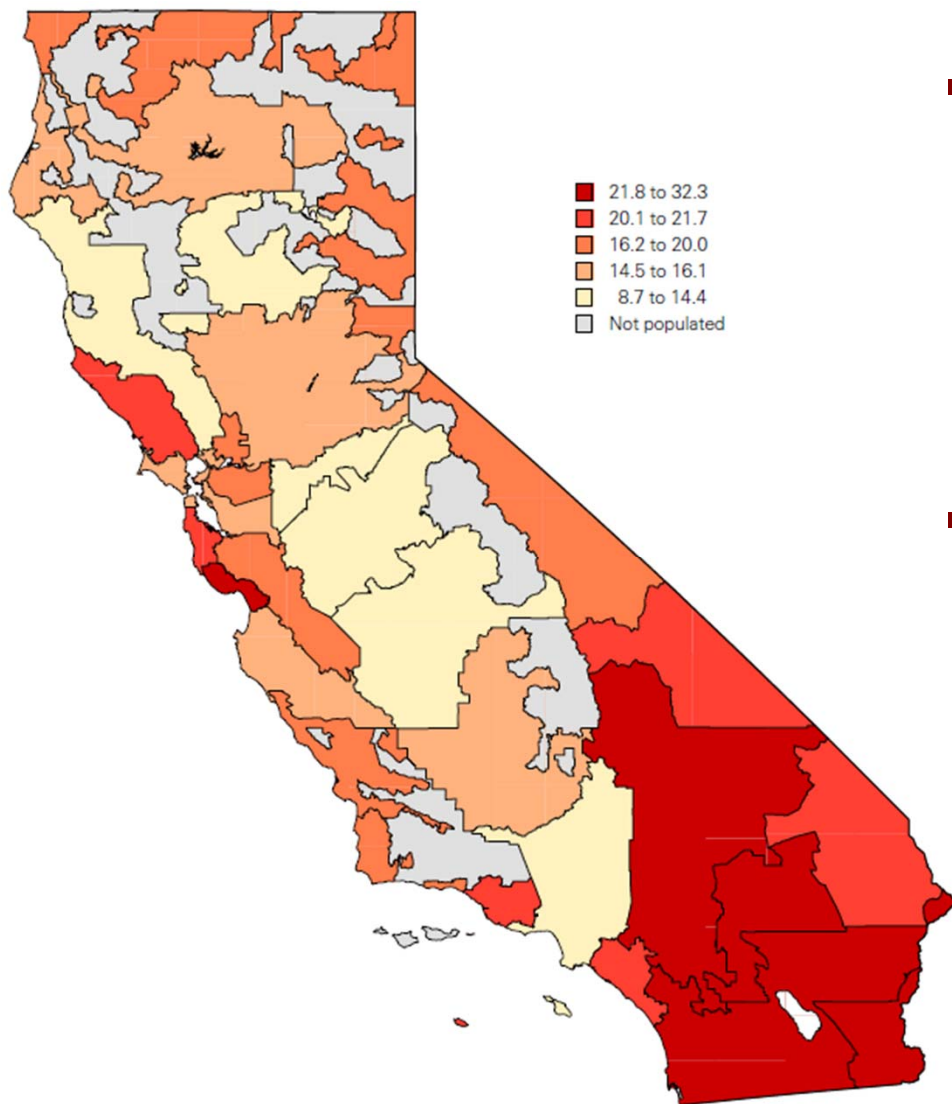 21.8 to 32.3
20.1 to 21.7
16.2 to 20.0
14.5 to 16.1
8.7 to 14.4
Not populated